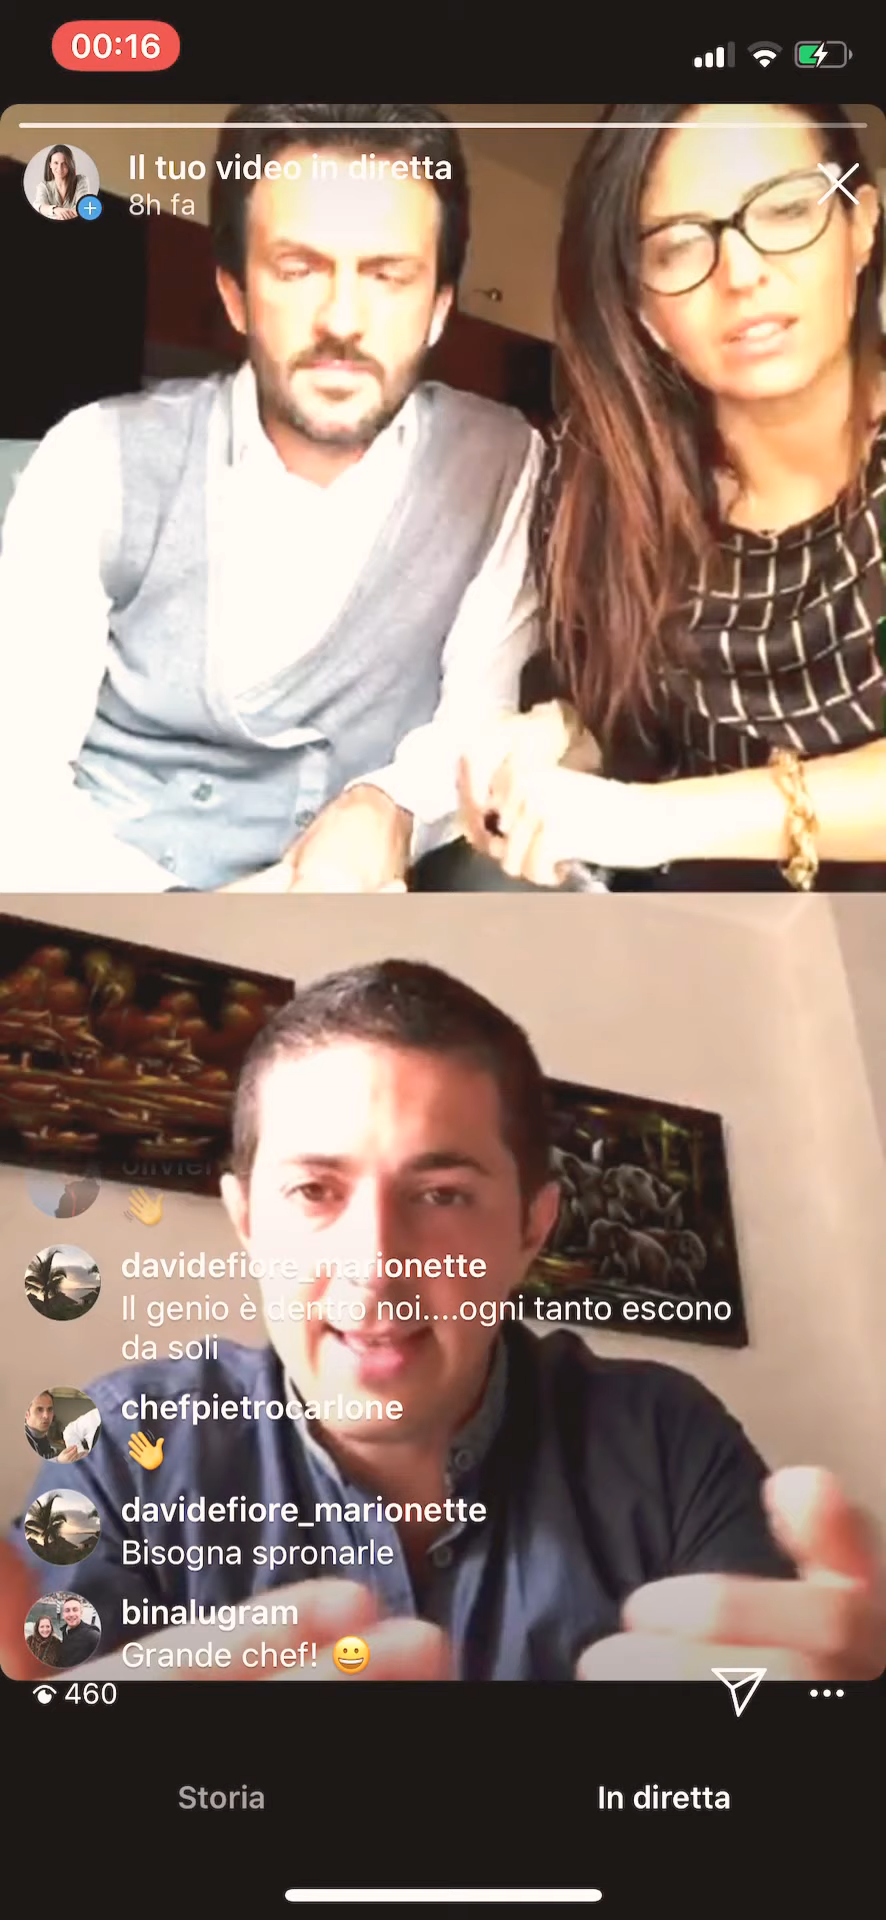 00:16
Il tuo video in diretta
8h fa
davidefiore_marionette
Il genio è dentro noi....ogni tanto escono
da soli
chefpietrocarlone
👋
davidefiore_marionette
Bisogna spronarle
binalugram
Grande chef! 😀
460
Storia
In diretta